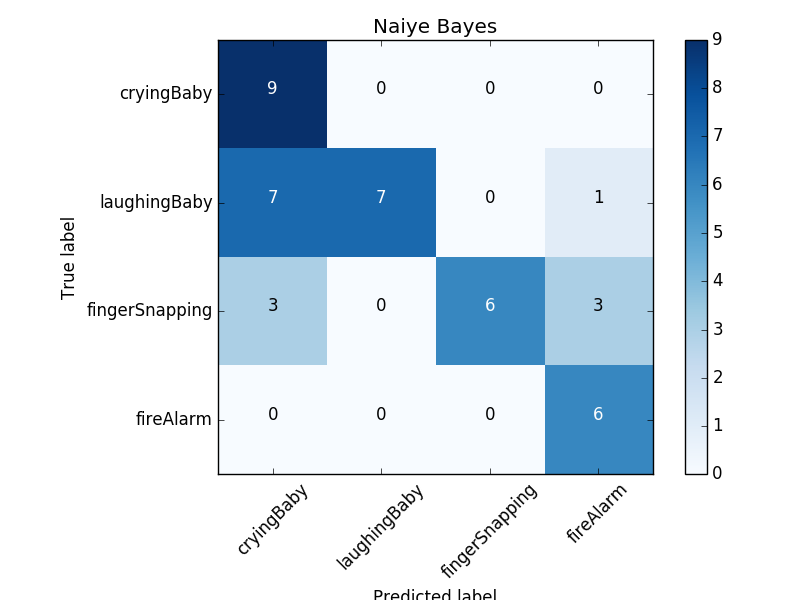 Naiye Bayes
cryingBaby 9 0 0 0
laughingBaby 7 7 0 1
fingerSnapping 3 0 6 3
fireAlarm 0 0 0 6
True label
cryingBaby laughingBaby fingerSnapping fireAlarm
Predicted label
9
8
7
6
5
4
3
2
1
0